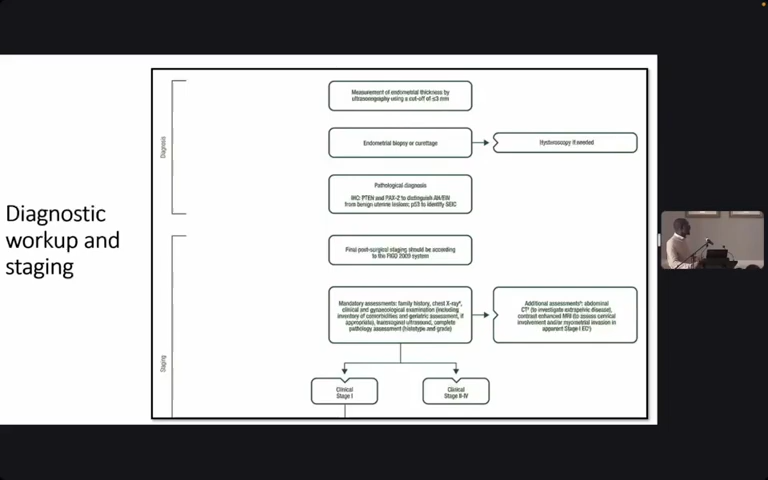 Diagnostic
workup and
staging
Diagnosis
Measurement of endometrial thickness by
ultrasonography using a cut-off of ≤3 mm
Endometrial biopsy or curettage
Hysteroscopy if needed
Pathological diagnosis
IHC: PTEN and PAX-2 to distinguish AH/EIN
from benign uterine lesions; p53 to identify SEIC
Staging
Final post-surgical staging should be according
to the FIGO 2009 system
Mandatory assessments: family history, chest X-ray*,
clinical and gynaecological examination (including
inventory of comorbidities and geriatric assessment, if
appropriate), transvaginal ultrasound, complete
pathology assessment (histotype and grade)
Additional assessments*: abdominal
CT† (to investigate extrapelvic disease),
contrast enhanced MRI (to assess cervical
involvement and/or myometrial invasion in
apparent Stage I EC†)
Clinical
Stage I
Clinical
Stage II-IV